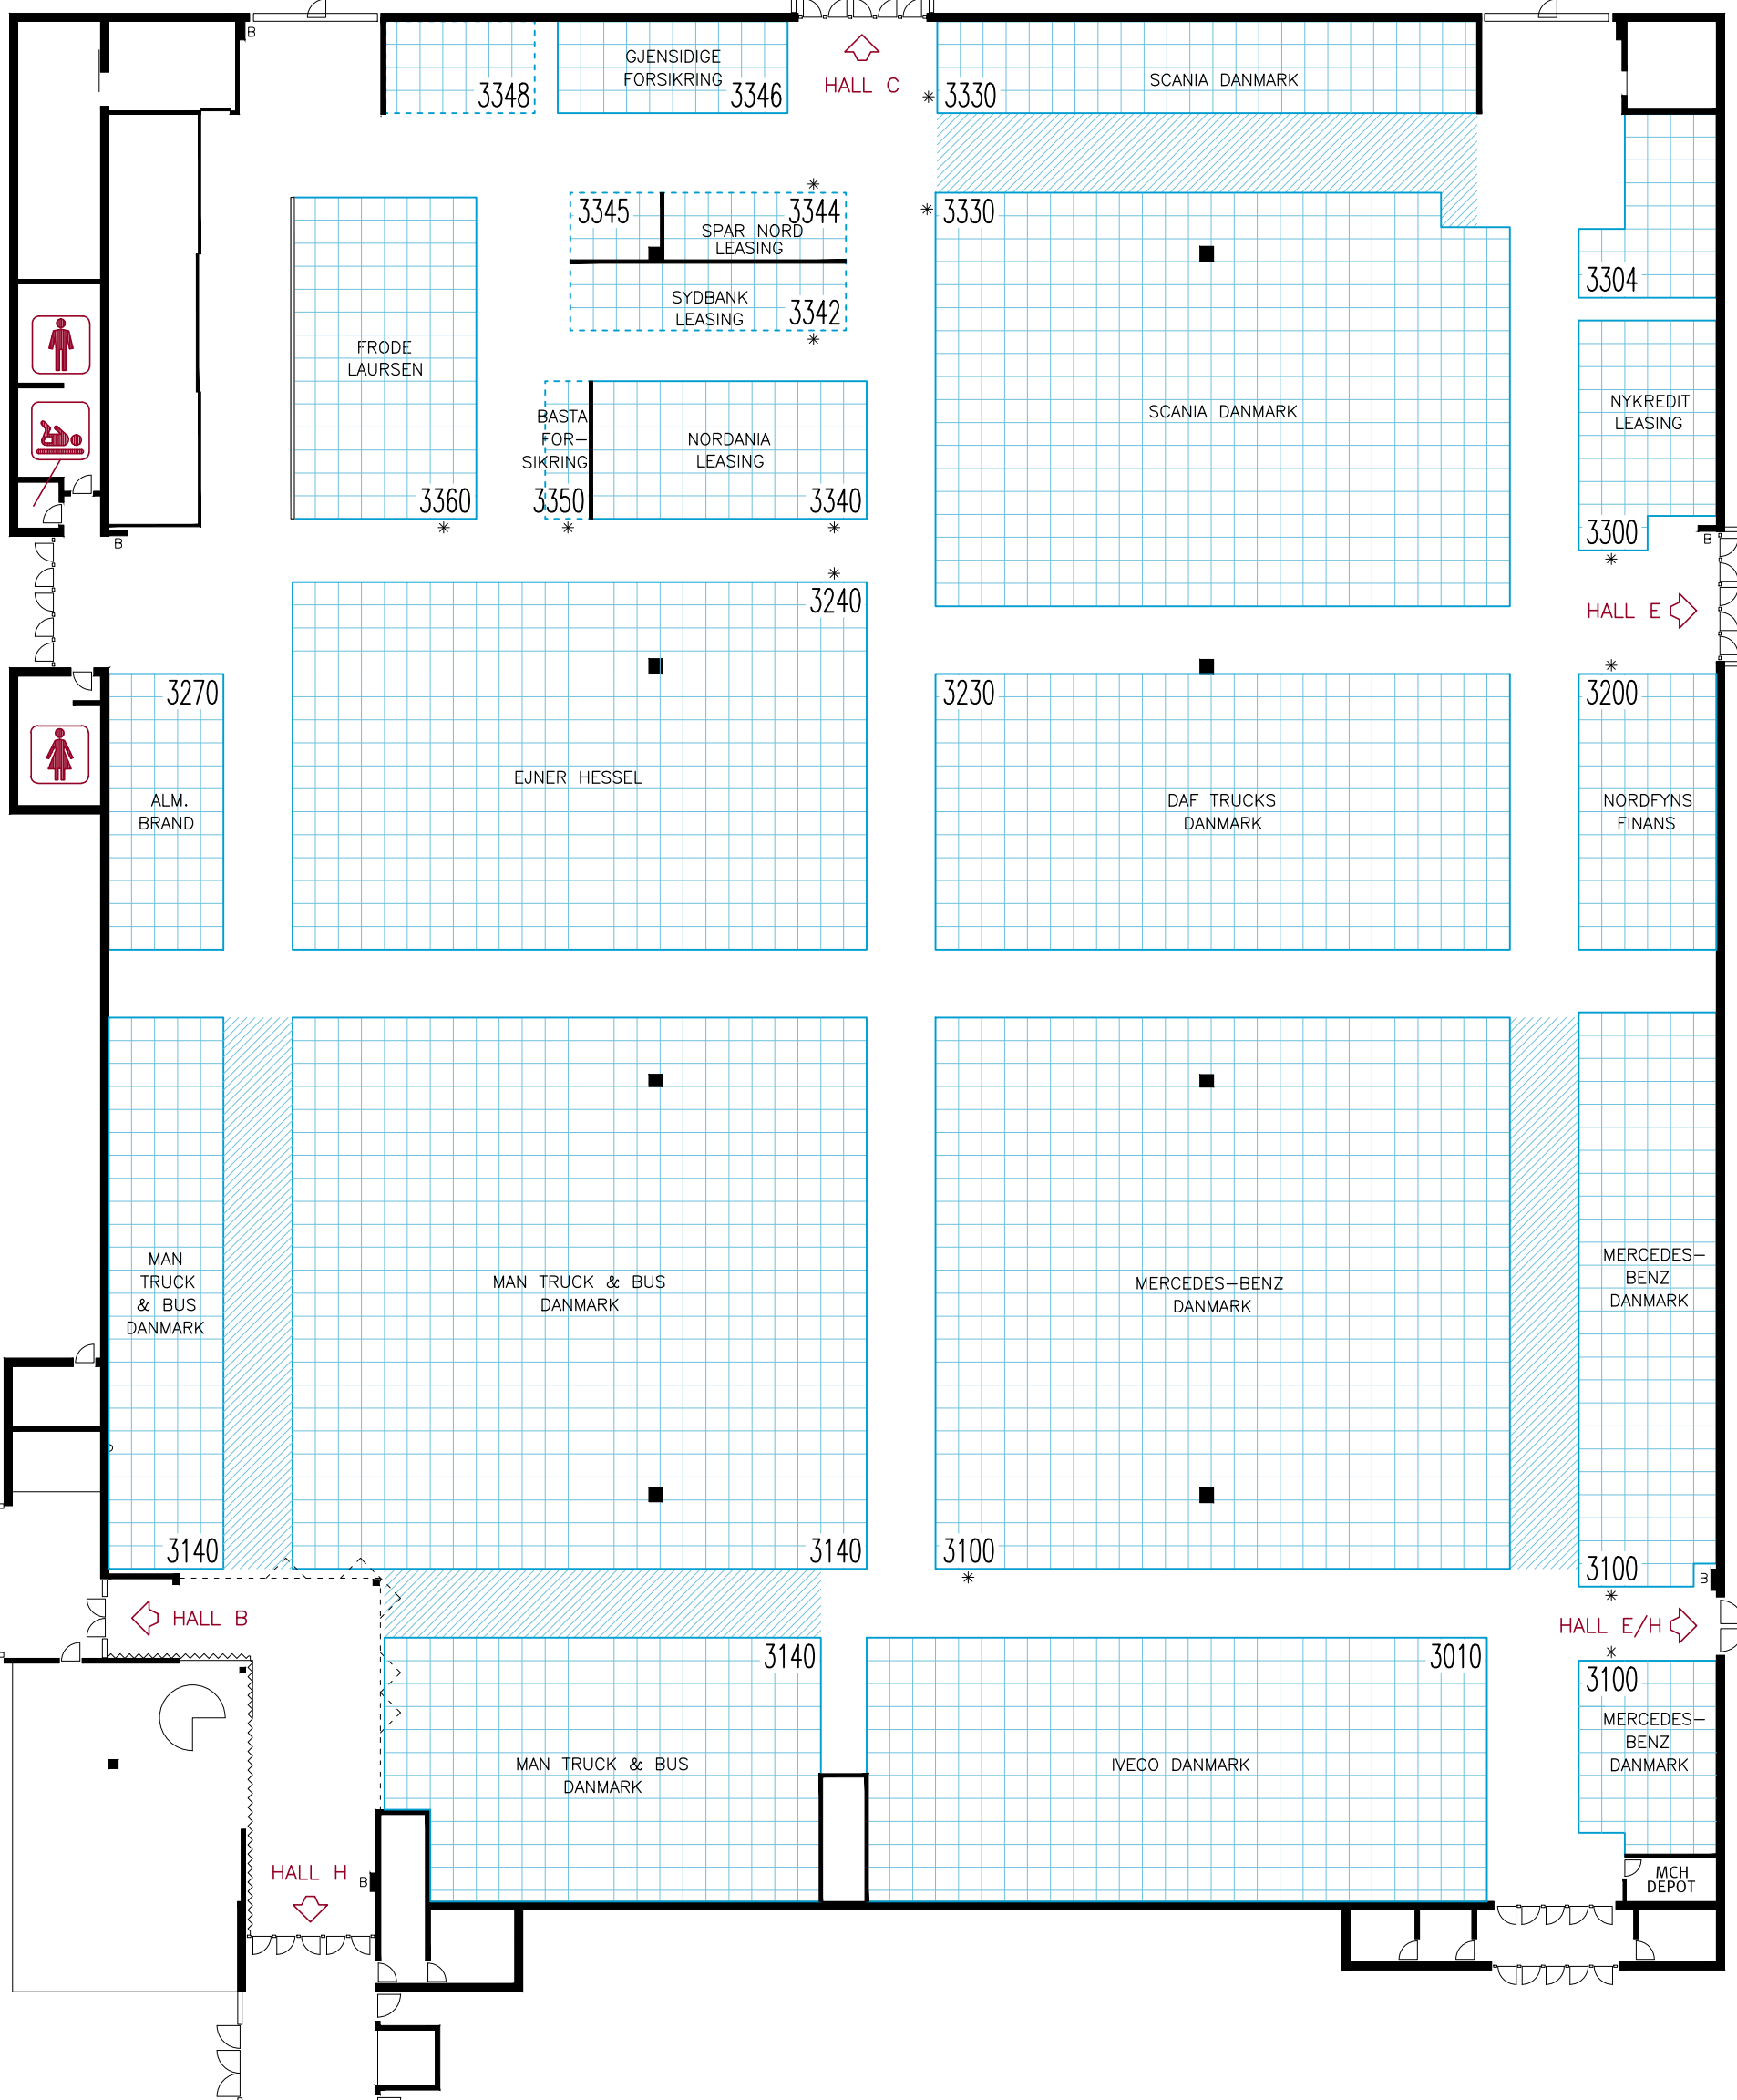 B
GJENSIDIGE
FORSIKRING
3348
3346
HALL C
3330
SCANIA DANMARK
3345
3344
SPAR NORD
LEASING
SYDBANK
LEASING
3342
3330
SCANIA DANMARK
3304
FRODE
LAURSEN
3360
BASTA
FOR-
SIKRING
3350
NORDANIA
LEASING
3340
NYKREDIT
LEASING
3300
B
B
HALL E
3240
EJNER HESSEL
3270
ALM.
BRAND
3230
DAF TRUCKS
DANMARK
3200
NORDFYNS
FINANS
MAN
TRUCK
& BUS
DANMARK
3140
MAN TRUCK & BUS
DANMARK
3140
MERCEDES-BENZ
DANMARK
3100
MERCEDES-
BENZ
DANMARK
3100
B
HALL B
HALL E/H
3140
MAN TRUCK & BUS
DANMARK
3010
IVECO DANMARK
3100
MERCEDES-
BENZ
DANMARK
HALL H
B
MCH
DEPOT